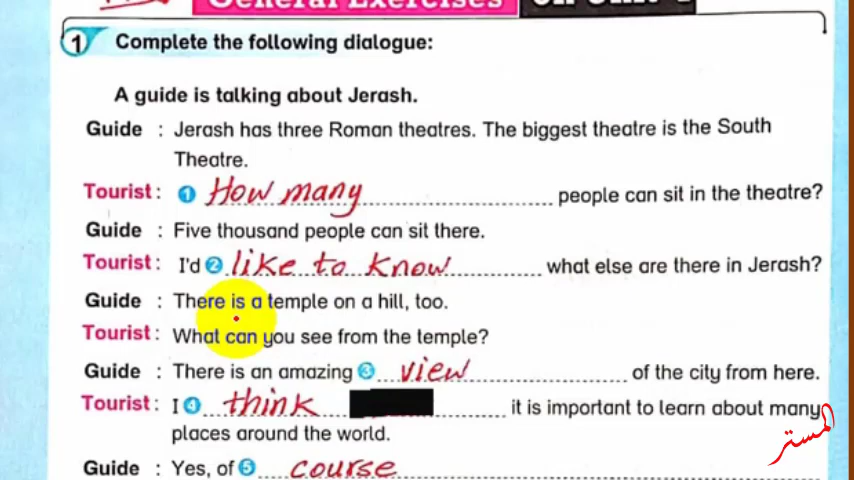 General Exercises
1 Complete the following dialogue:
A guide is talking about Jerash.
Guide : Jerash has three Roman theatres. The biggest theatre is the South
Theatre.
Tourist: 1 How many people can sit in the theatre?
Guide : Five thousand people can sit there.
Tourist: I'd 2 like to know what else are there in Jerash?
Guide : There is a temple on a hill, too.
Tourist: What can you see from the temple?
Guide : There is an amazing 3 view of the city from here.
Tourist: I 4 think it is important to learn about many
places around the world.
Guide : Yes, of 5 course
المستر